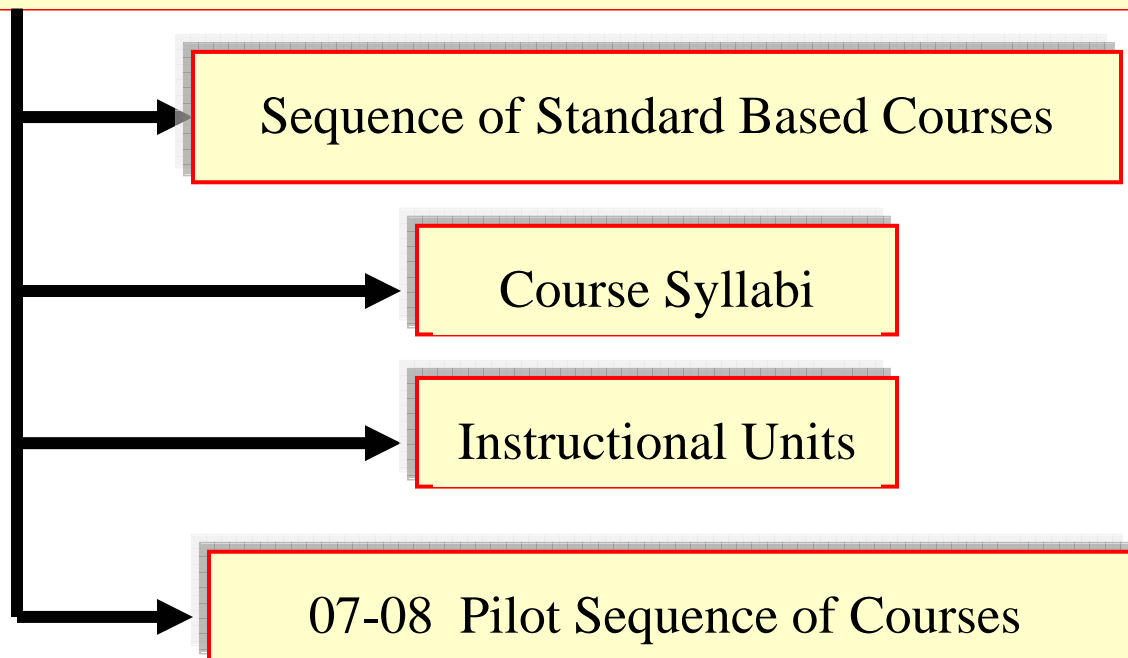 Sequence of Standard Based Courses
Course Syllabi
Instructional Units
07-08 Pilot Sequence of Courses